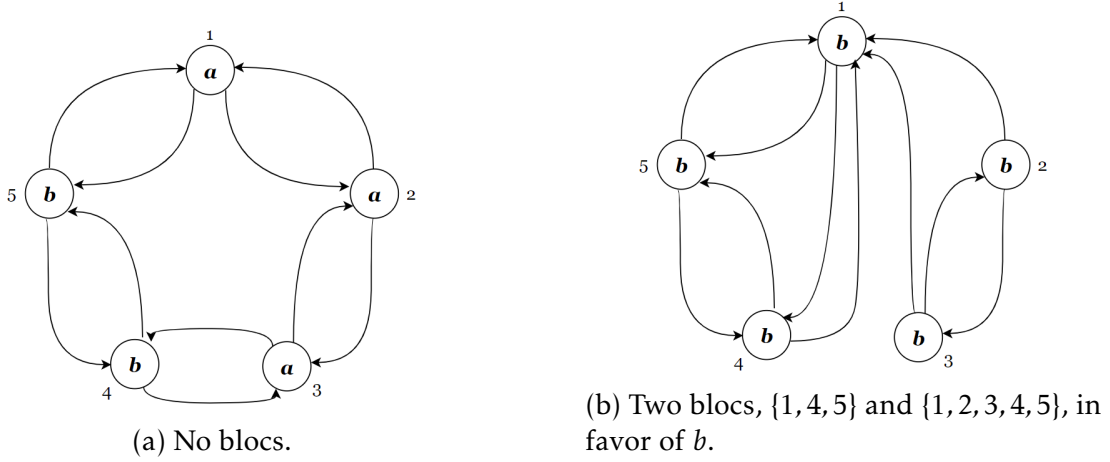 1
a
5
b
a
2
b
4
a
3
(a) No blocs.
1
b
5
b
b
2
b
4
b
3
(b) Two blocs, {1, 4, 5} and {1, 2, 3, 4, 5}, in
favor of b.